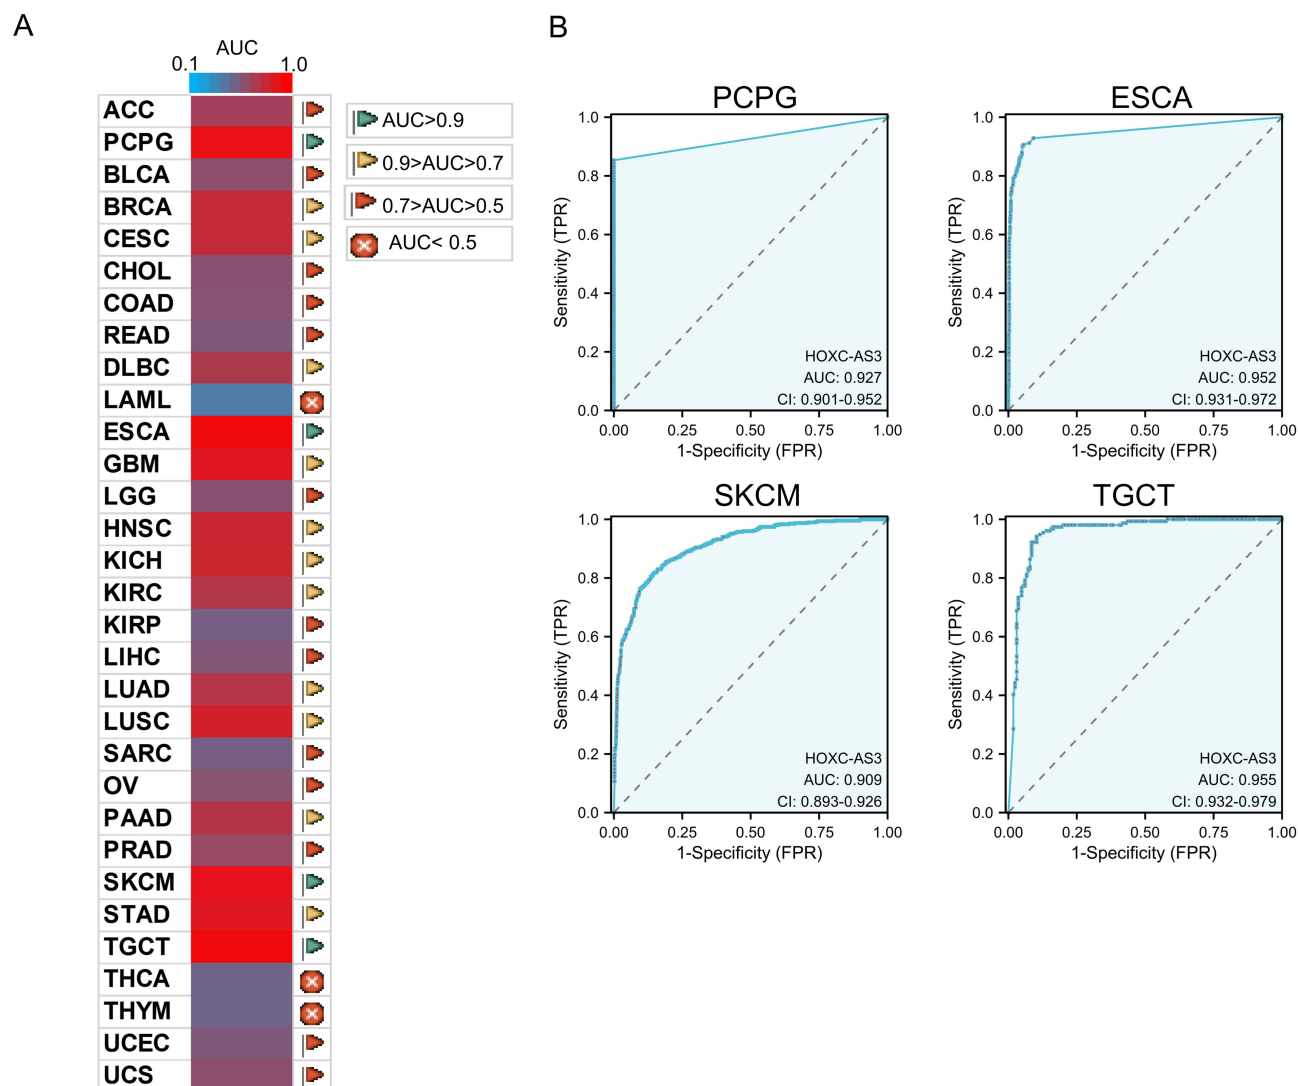 A
AUC
0.1 1.0
ACC
PCPG
BLCA
BRCA
CESC
CHOL
COAD
READ
DLBC
LAML
ESCA
GBM
LGG
HNSC
KICH
KIRC
KIRP
LIHC
LUAD
LUSC
SARC
OV
PAAD
PRAD
SKCM
STAD
TGCT
THCA
THYM
UCEC
UCS
AUC>0.9
0.9>AUC>0.7
0.7>AUC>0.5
AUC< 0.5
B
PCPG
Sensitivity (TPR)
1.0
0.8
0.6
0.4
0.2
0.0
HOXC-AS3
AUC: 0.927
CI: 0.901-0.952
0.00 0.25 0.50 0.75 1.00
1-Specificity (FPR)
ESCA
Sensitivity (TPR)
1.0
0.8
0.6
0.4
0.2
0.0
HOXC-AS3
AUC: 0.952
CI: 0.931-0.972
0.00 0.25 0.50 0.75 1.00
1-Specificity (FPR)
SKCM
Sensitivity (TPR)
1.0
0.8
0.6
0.4
0.2
0.0
HOXC-AS3
AUC: 0.909
CI: 0.893-0.926
0.00 0.25 0.50 0.75 1.00
1-Specificity (FPR)
TGCT
Sensitivity (TPR)
1.0
0.8
0.6
0.4
0.2
0.0
HOXC-AS3
AUC: 0.955
CI: 0.932-0.979
0.00 0.25 0.50 0.75 1.00
1-Specificity (FPR)